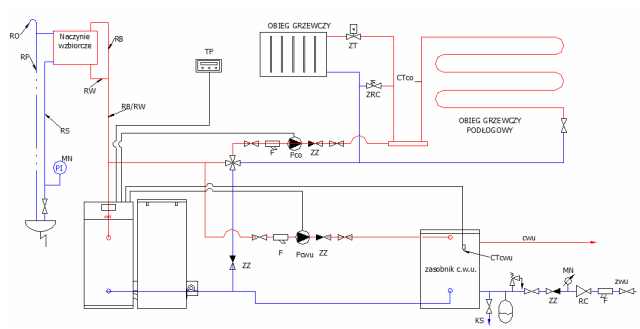 OBIEG GRZEWCZY
RO
Naczynie
wzbiorcze
RB
ZT
TP
RP
CTco
RW
ZRC
RB/RW
OBIEG GRZEWCZY
PODŁOGOWY
RS
MN
PI
F
Pco
ZZ
cwu
F
Pcwu
ZZ
CTcwu
ZZ
zasobnik c.w.u.
MN
zwu
ZZ
RC
F
KS